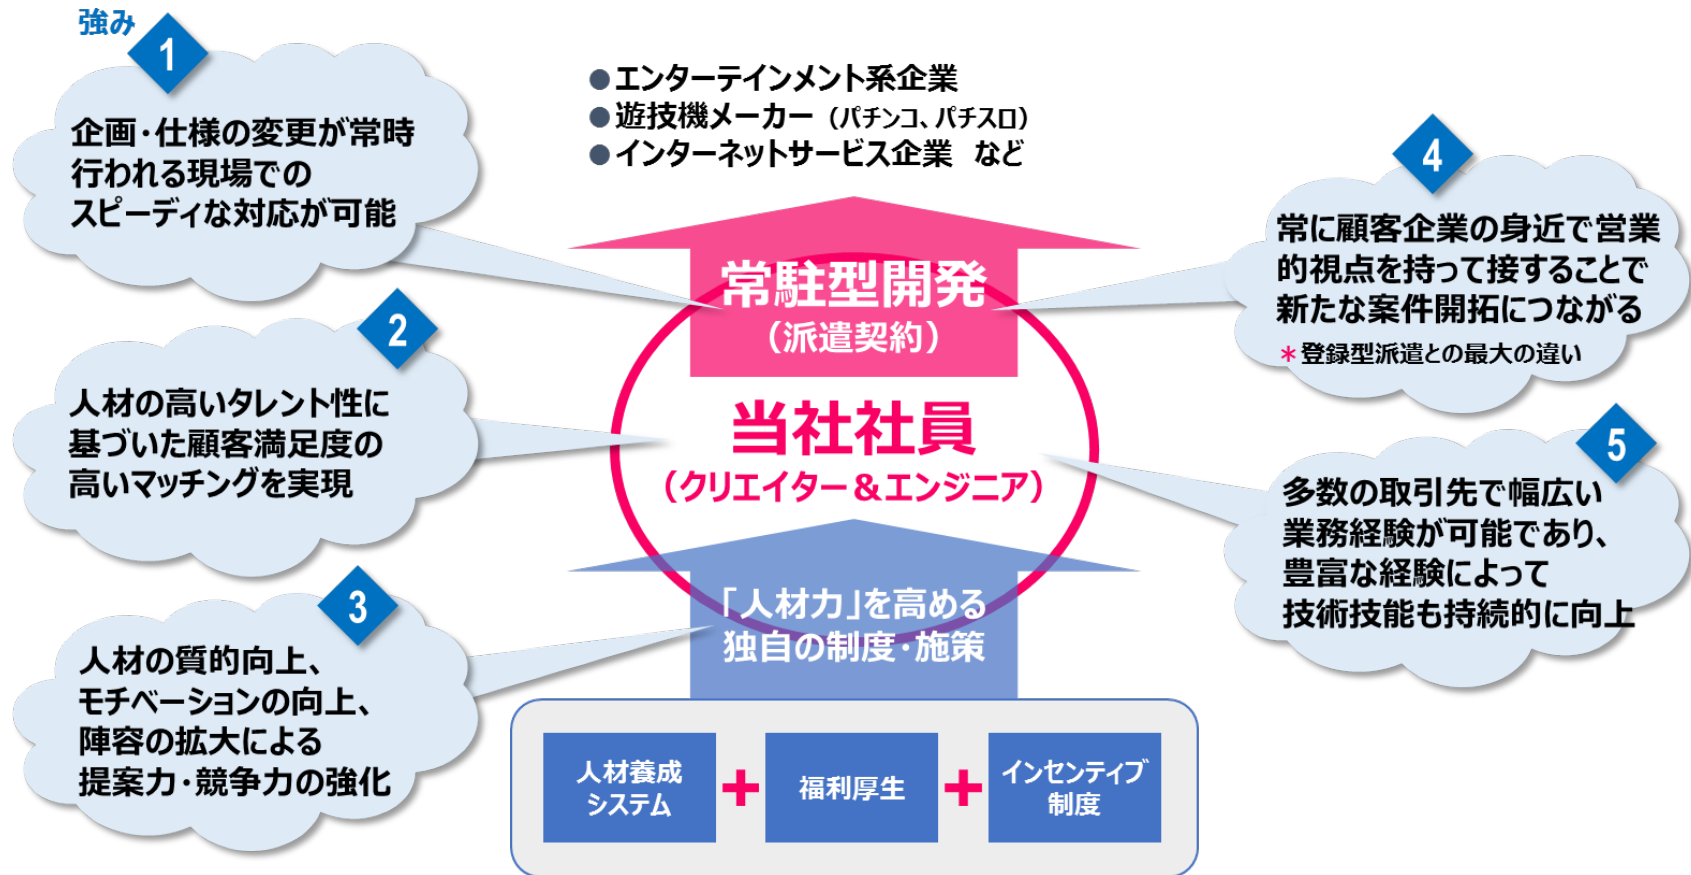 強み
1
企画・仕様の変更が常時
行われる現場での
スピーディな対応が可能
2
人材の高いタレント性に
基づいた顧客満足度の
高いマッチングを実現
3
人材の質的向上、
モチベーションの向上、
陣容の拡大による
提案力・競争力の強化
●エンターテインメント系企業
●遊技機メーカー（パチンコ、パチスロ）
●インターネットサービス企業 など
常駐型開発
（派遣契約）
当社社員
（クリエイター＆エンジニア）
「人材力」を高める
独自の制度・施策
人材養成
システム
+
福利厚生
+
インセンティブ
制度
4
常に顧客企業の身近で営業
的視点を持って接することで
新たな案件開拓につながる
＊登録型派遣との最大の違い
5
多数の取引先で幅広い
業務経験が可能であり、
豊富な経験によって
技術技能も持続的に向上